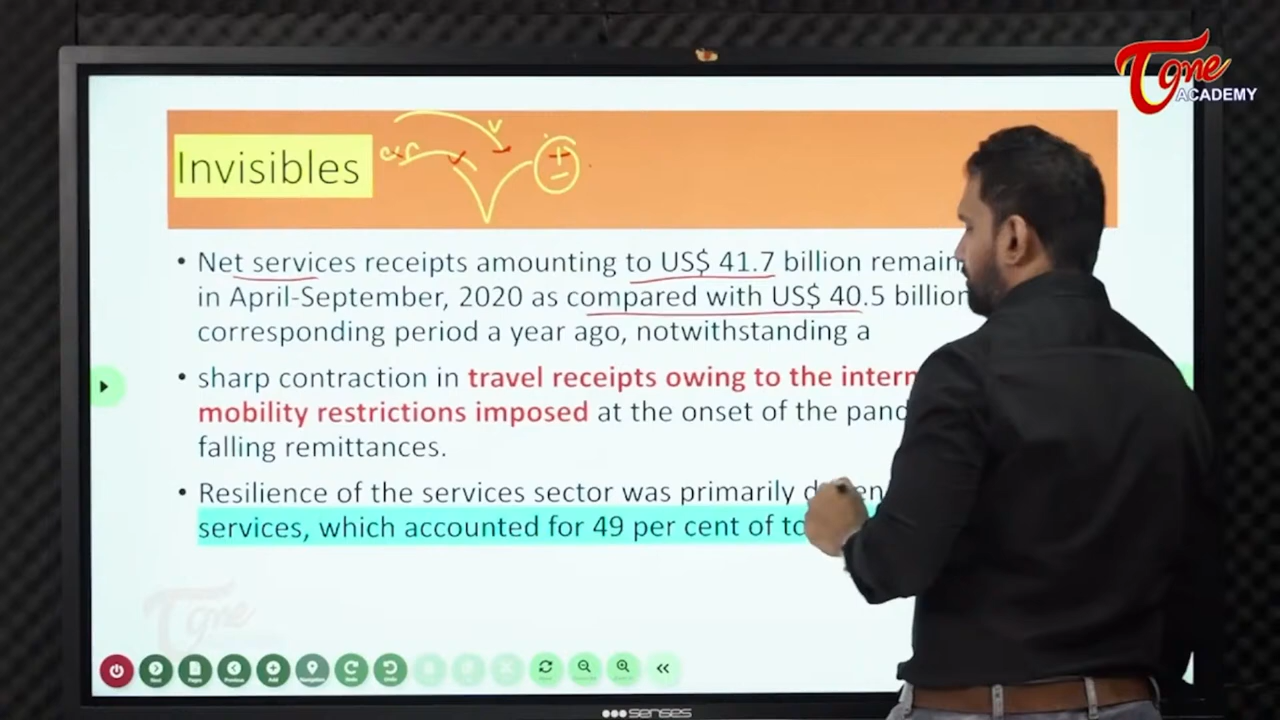 Tone
ACADEMY
Invisibles
+
−
• Net services receipts amounting to US$ 41.7 billion remain
in April-September, 2020 as compared with US$ 40.5 billion
corresponding period a year ago, notwithstanding a
• sharp contraction in travel receipts owing to the intern
mobility restrictions imposed at the onset of the pand
falling remittances.
• Resilience of the services sector was primarily
services, which accounted for 49 per cent of
Tone
senses